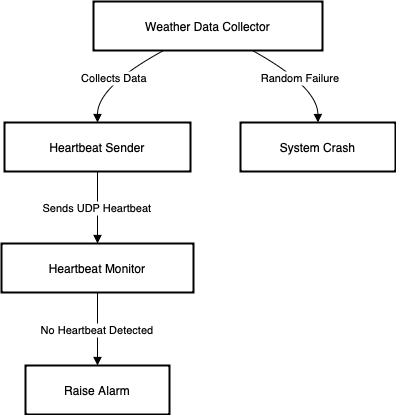 Weather Data Collector
Collects Data
Random Failure
Heartbeat Sender
System Crash
Sends UDP Heartbeat
Heartbeat Monitor
No Heartbeat Detected
Raise Alarm